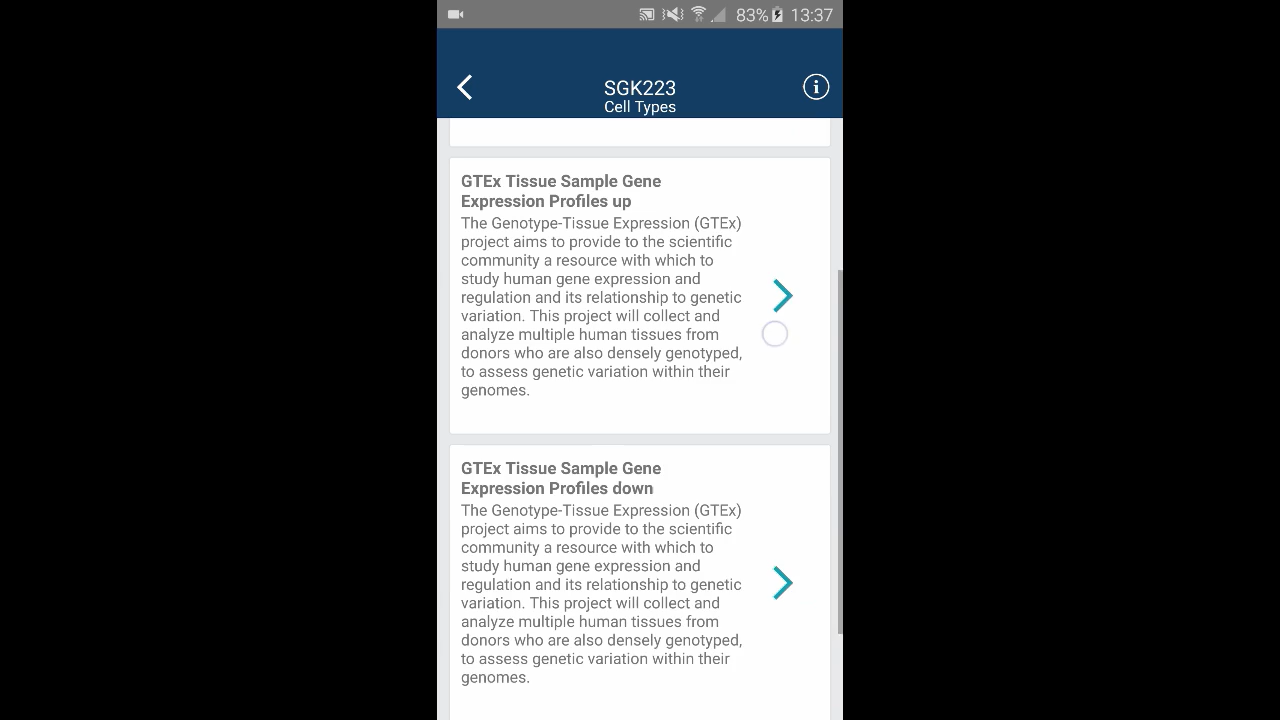 83% 13:37
SGK223
Cell Types
GTEx Tissue Sample Gene
Expression Profiles up
The Genotype-Tissue Expression (GTEx)
project aims to provide to the scientific
community a resource with which to
study human gene expression and
regulation and its relationship to genetic
variation. This project will collect and
analyze multiple human tissues from
donors who are also densely genotyped,
to assess genetic variation within their
genomes.
GTEx Tissue Sample Gene
Expression Profiles down
The Genotype-Tissue Expression (GTEx)
project aims to provide to the scientific
community a resource with which to
study human gene expression and
regulation and its relationship to genetic
variation. This project will collect and
analyze multiple human tissues from
donors who are also densely genotyped,
to assess genetic variation within their
genomes.